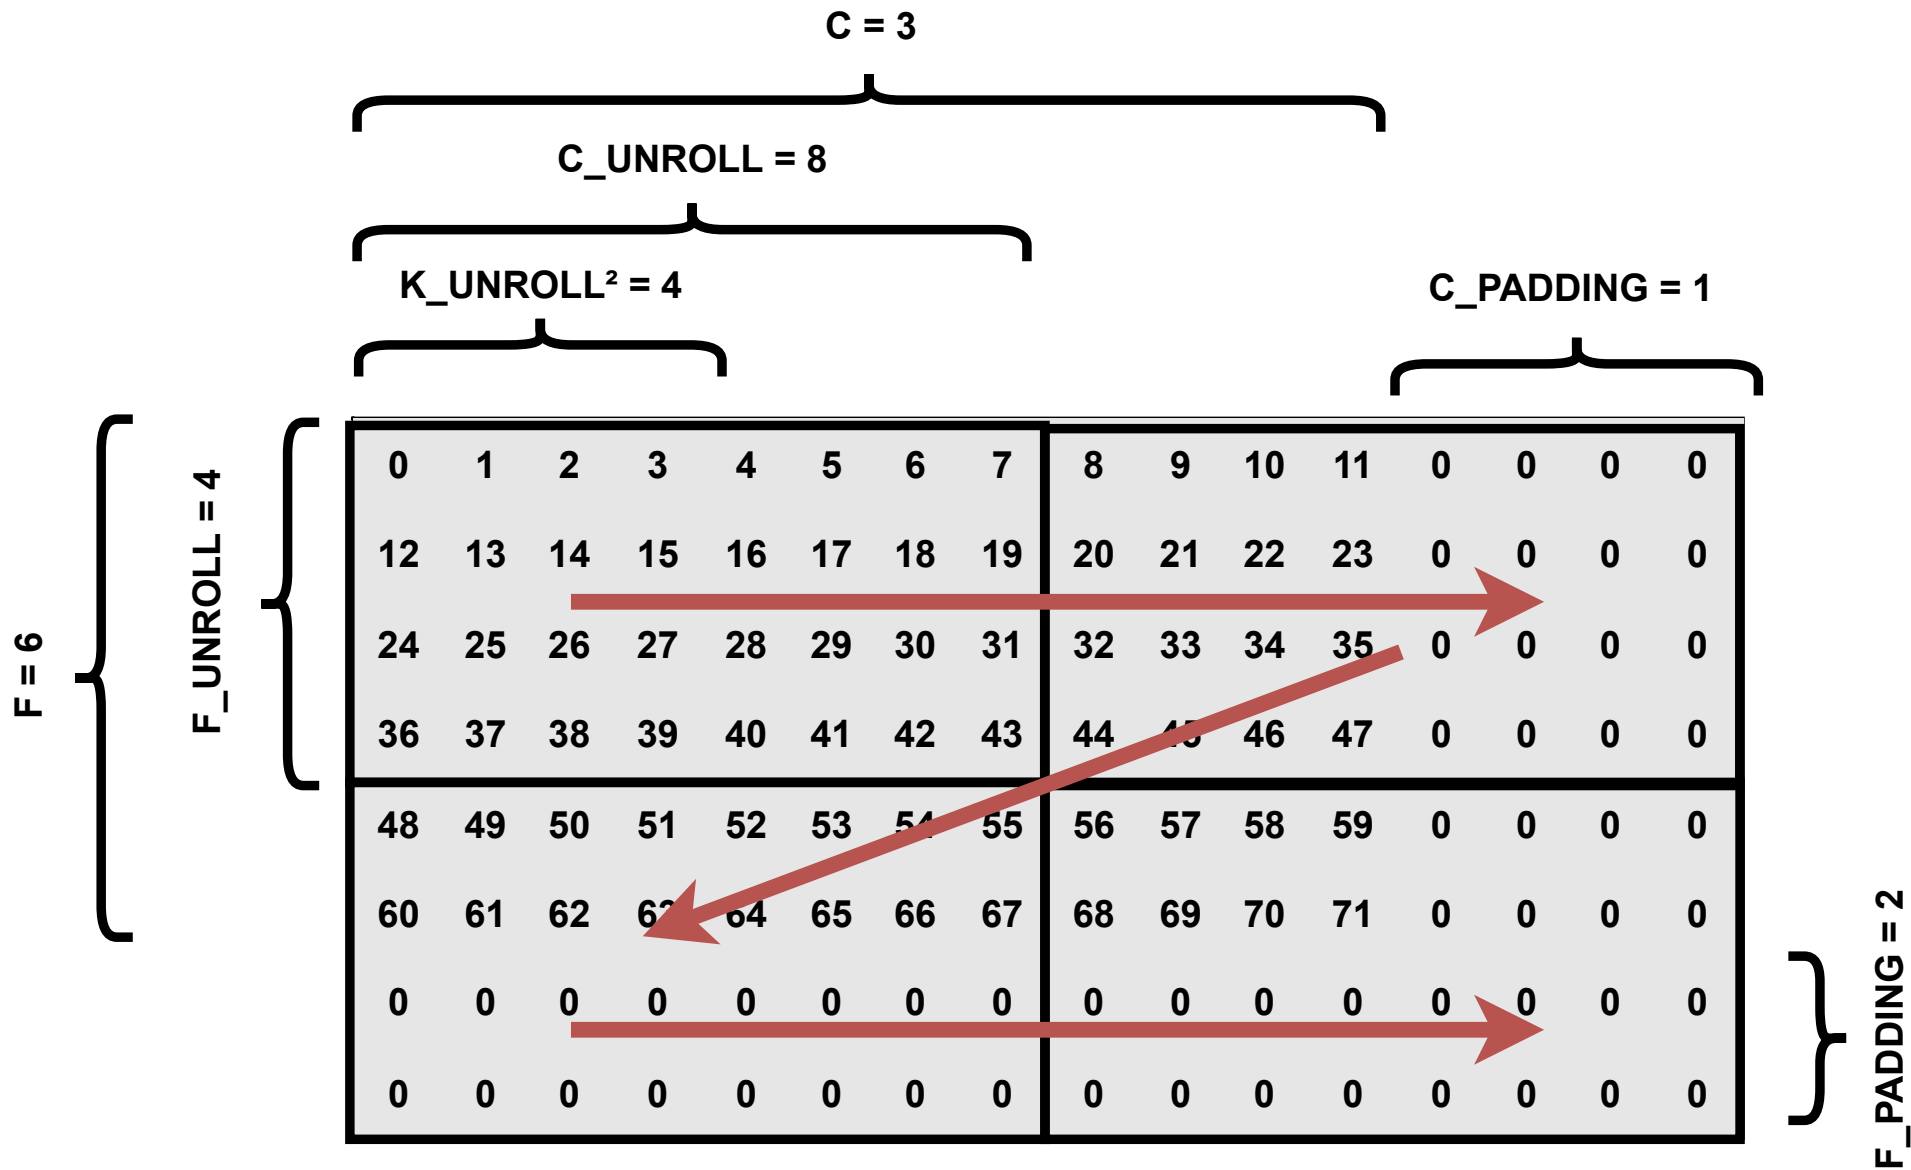 C = 3
C_UNROLL = 8
K_UNROLL² = 4
C_PADDING = 1
F = 6
F_UNROLL = 4
0 1 2 3 4 5 6 7 8 9 10 11 0 0 0 0
12 13 14 15 16 17 18 19 20 21 22 23 0 0 0 0
24 25 26 27 28 29 30 31 32 33 34 35 0 0 0 0
36 37 38 39 40 41 42 43 44 45 46 47 0 0 0 0
48 49 50 51 52 53 54 55 56 57 58 59 0 0 0 0
60 61 62 63 64 65 66 67 68 69 70 71 0 0 0 0
0 0 0 0 0 0 0 0 0 0 0 0 0 0 0 0
0 0 0 0 0 0 0 0 0 0 0 0 0 0 0 0
F_PADDING = 2